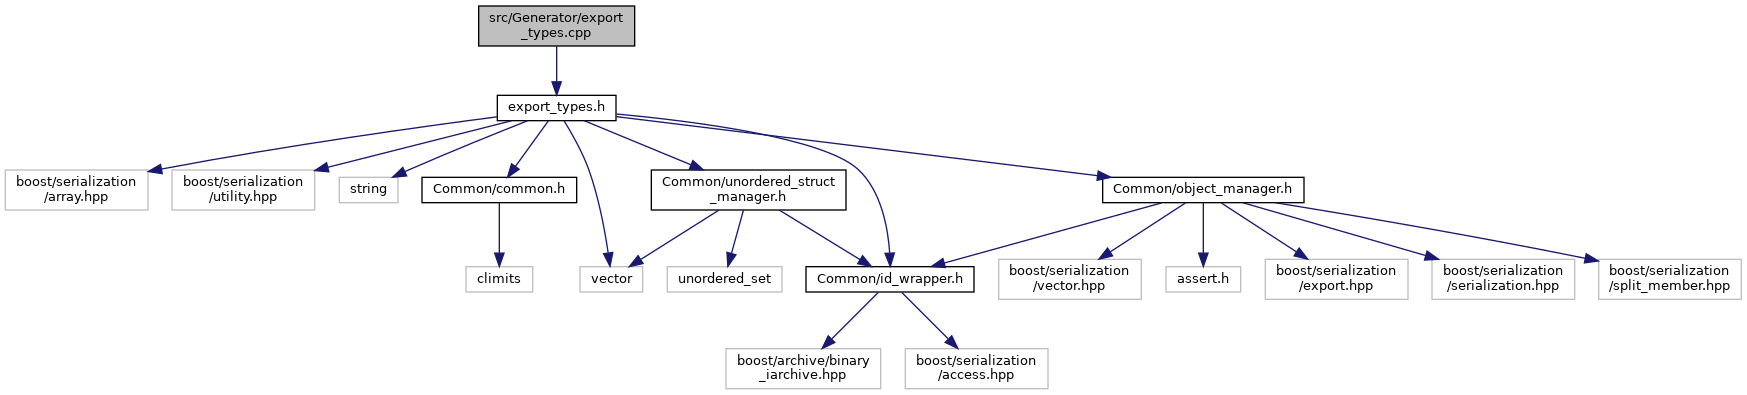 src/Generator/export
_types.cpp
export_types.h
boost/serialization
/array.hpp
boost/serialization
/utility.hpp
string
Common/common.h
Common/unordered_struct
_manager.h
Common/object_manager.h
climits
vector
unordered_set
Common/id_wrapper.h
boost/serialization
/vector.hpp
assert.h
boost/serialization
/export.hpp
boost/serialization
/serialization.hpp
boost/serialization
/split_member.hpp
boost/archive/binary
_iarchive.hpp
boost/serialization
/access.hpp